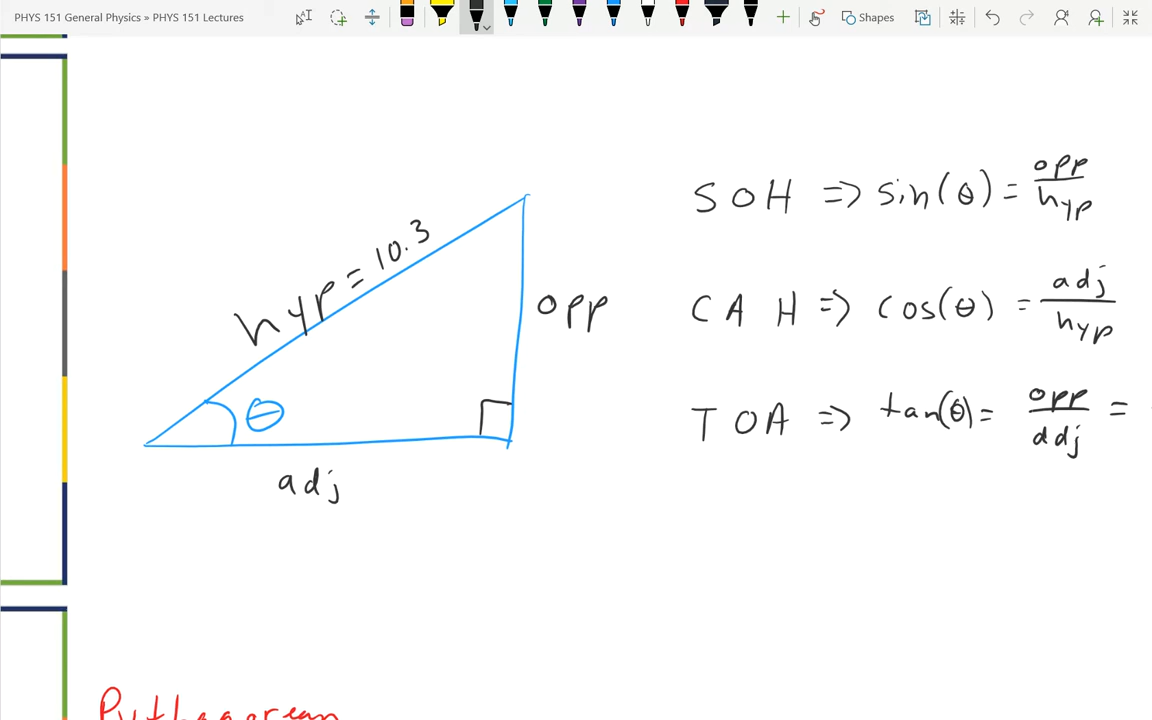 PHYS 151 General Physics » PHYS 151 Lectures
Shapes
hyp = 10.3
opp
θ
adj
SOH => sin(θ) = opp/hyp
CAH => cos(θ) = adj/hyp
TOA => tan(θ) = opp/adj =
Pythagorean